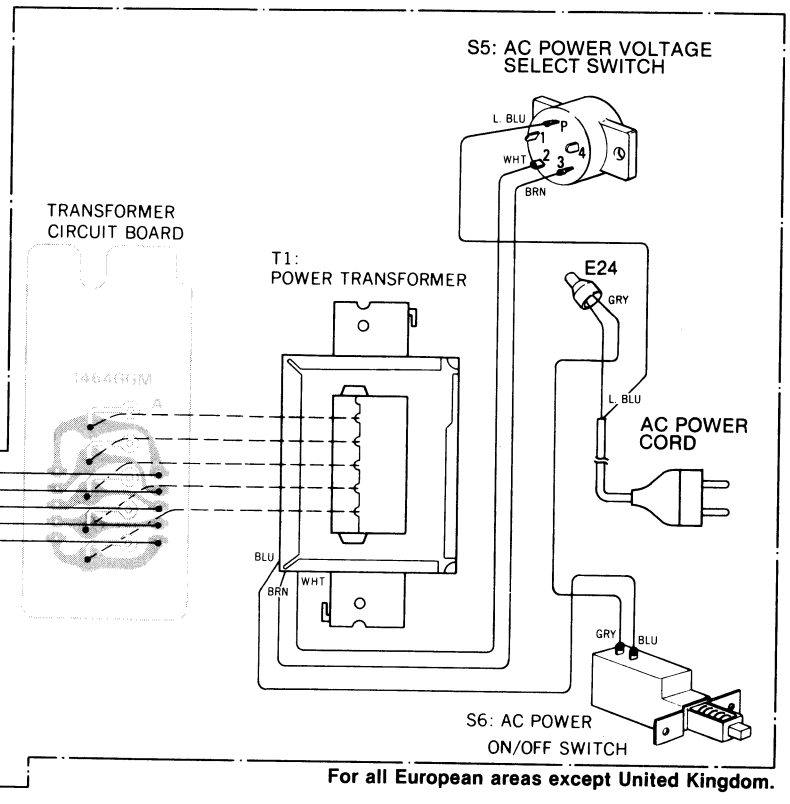 S5: AC POWER VOLTAGE
SELECT SWITCH
L. BLU
P
1
4
2
WHT
3
BRN
TRANSFORMER
CIRCUIT BOARD
T1:
POWER TRANSFORMER
E24
GRY
A
L. BLU
AC POWER
CORD
BLU
BRN
WHT
GRY
BLU
S6: AC POWER
ON/OFF SWITCH
For all European areas except United Kingdom.